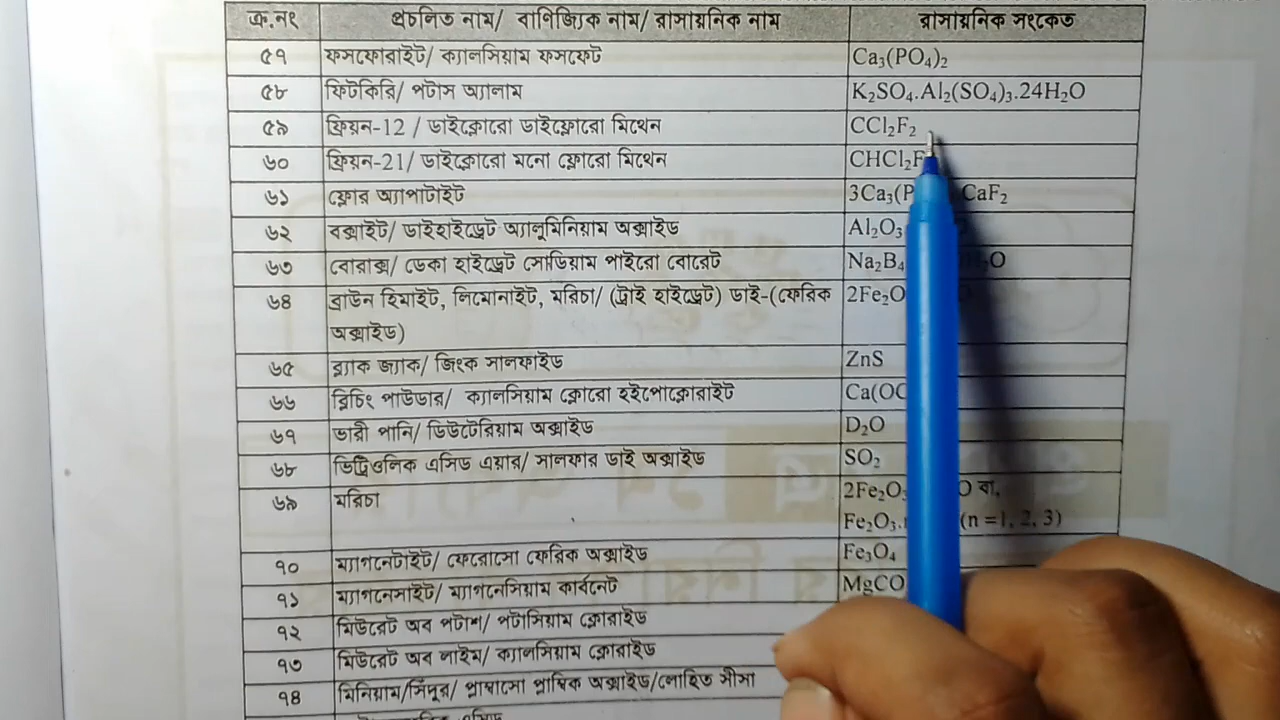 ক্র.নং প্রচলিত নাম/ বাণিজ্যিক নাম/ রাসায়নিক নাম রাসায়নিক সংকেত
৫৭ ফসফোরাইট/ ক্যালসিয়াম ফসফেট Ca₃(PO₄)₂
৫৮ ফিটকিরি/ পটাস অ্যালাম K₂SO₄.Al₂(SO₄)₃.24H₂O
৫৯ ফ্রিয়ন-12 / ডাইক্লোরো ডাইফ্লোরো মিথেন CCl₂F₂
৬০ ফ্রিয়ন-21/ ডাইক্লোরো মনো ফ্লোরো মিথেন CHCl₂F
৬১ ফ্লোর অ্যাপাটাইট 3Ca₃(P CaF₂
৬২ বক্সাইট/ ডাইহাইড্রেট অ্যালুমিনিয়াম অক্সাইড Al₂O₃
৬৩ বোরাক্স/ ডেকা হাইড্রেট সোডিয়াম পাইরো বোরেট Na₂B₄ O
৬৪ ব্রাউন হিমাইট, লিমোনাইট, মরিচা/ (ট্রাই হাইড্রেট) ডাই-(ফেরিক 2Fe₂O
অক্সাইড)
৬৫ ব্ল্যাক জ্যাক/ জিংক সালফাইড ZnS
৬৬ ব্লিচিং পাউডার/ ক্যালসিয়াম ক্লোরো হইপোক্লোরাইট Ca(OC
৬৭ ভারী পানি/ ডিউটেরিয়াম অক্সাইড D₂O
৬৮ ভিট্রিওলিক এসিড এয়ার/ সালফার ডাই অক্সাইড SO₂
৬৯ মরিচা 2Fe₂O₃ O বা,
Fe₂O₃. (n =1, 2, 3)
৭০ ম্যাগনেটাইট/ ফেরোসো ফেরিক অক্সাইড Fe₃O₄
৭১ ম্যাগনেসাইট/ ম্যাগনেসিয়াম কার্বনেট MgCO
৭২ মিউরেট অব পটাশ/ পটাসিয়াম ক্লোরাইড
৭৩ মিউরেট অব লাইম/ ক্যালসিয়াম ক্লোরাইড
৭৪ মিনিয়াম/সিঁদুর/ প্লাম্বাসো প্লাম্বিক অক্সাইড/লোহিত সীসা